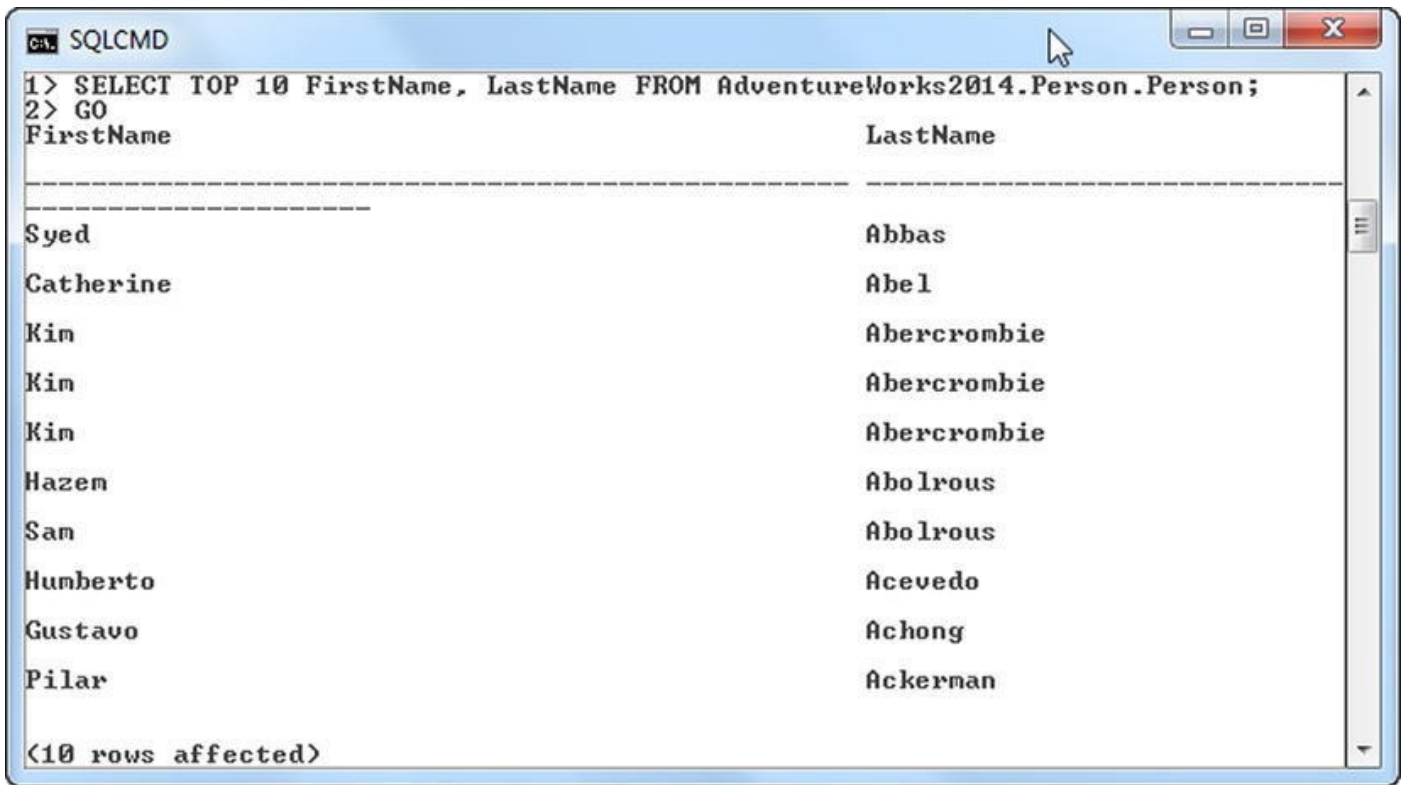 SQLCMD
1> SELECT TOP 10 FirstName, LastName FROM AdventureWorks2014.Person.Person;
2> GO
FirstName LastName
-------------------------------------------------- -----------------------------
---------------------
Syed Abbas
Catherine Abel
Kim Abercrombie
Kim Abercrombie
Kim Abercrombie
Hazem Abolrous
Sam Abolrous
Humberto Acevedo
Gustavo Achong
Pilar Ackerman
(10 rows affected)